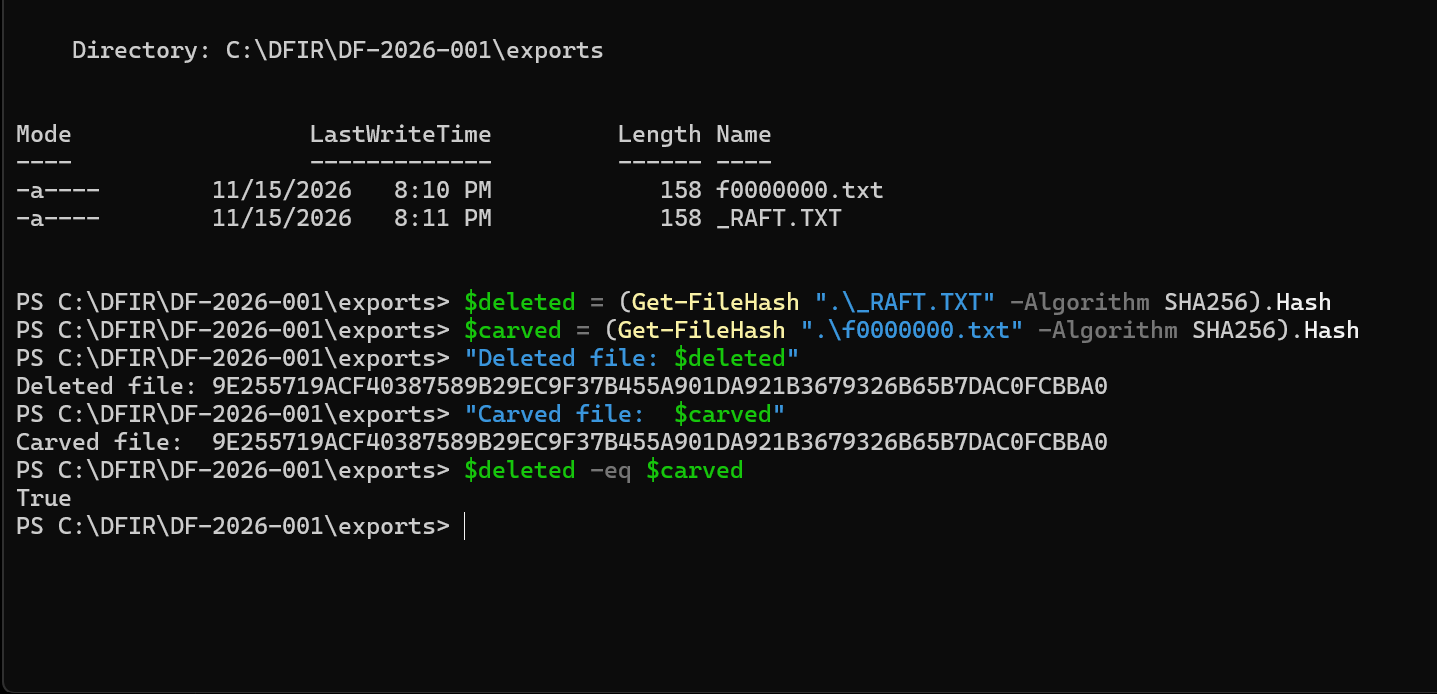 Directory: C:\DFIR\DF-2026-001\exports
Mode                 LastWriteTime         Length Name
----                 -------------         ------ ----
-a----        11/15/2026   8:10 PM            158 f0000000.txt
-a----        11/15/2026   8:11 PM            158 _RAFT.TXT
PS C:\DFIR\DF-2026-001\exports> $deleted = (Get-FileHash ".\_RAFT.TXT" -Algorithm SHA256).Hash
PS C:\DFIR\DF-2026-001\exports> $carved = (Get-FileHash ".\f0000000.txt" -Algorithm SHA256).Hash
PS C:\DFIR\DF-2026-001\exports> "Deleted file: $deleted"
Deleted file: 9E255719ACF40387589B29EC9F37B455A901DA921B3679326B65B7DAC0FCBBA0
PS C:\DFIR\DF-2026-001\exports> "Carved file:  $carved"
Carved file:  9E255719ACF40387589B29EC9F37B455A901DA921B3679326B65B7DAC0FCBBA0
PS C:\DFIR\DF-2026-001\exports> $deleted -eq $carved
True
PS C:\DFIR\DF-2026-001\exports>